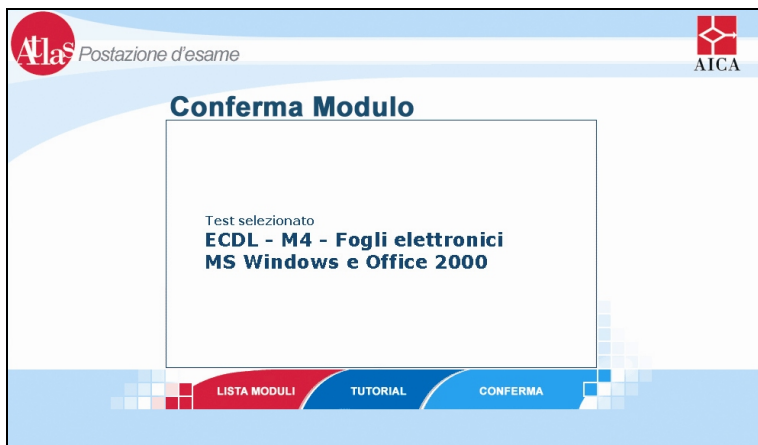 Atlas Postazione d'esame
AICA
Conferma Modulo
Test selezionato
ECDL - M4 - Fogli elettronici
MS Windows e Office 2000
LISTA MODULI TUTORIAL CONFERMA